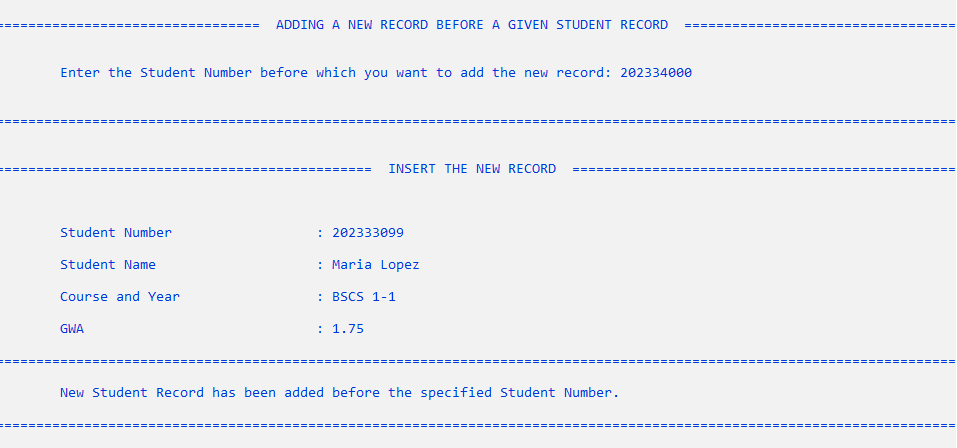 ================================= ADDING A NEW RECORD BEFORE A GIVEN STUDENT RECORD ==================================
Enter the Student Number before which you want to add the new record: 202334000
========================================================================================================================
=============================================== INSERT THE NEW RECORD ================================================
Student Number : 202333099
Student Name : Maria Lopez
Course and Year : BSCS 1-1
GWA : 1.75
========================================================================================================================
New Student Record has been added before the specified Student Number.
========================================================================================================================